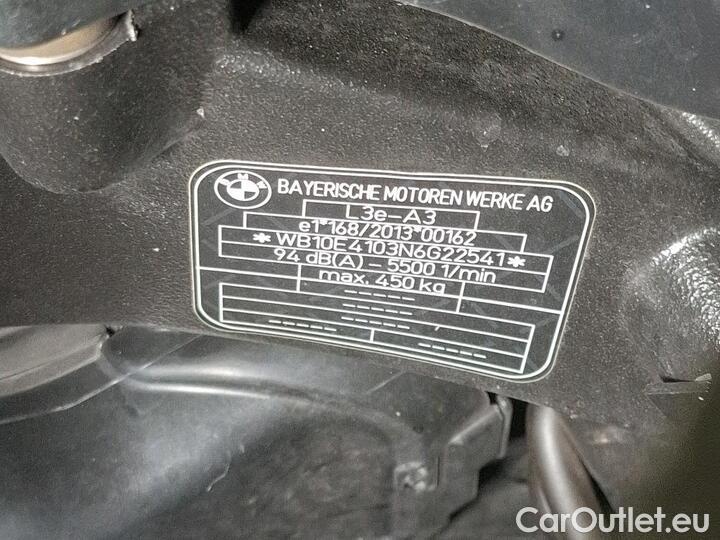 BMW
BAYERISCHE MOTOREN WERKE AG
L3e-A3
e1*168/2013*00162
*WB10E4103N6G22541*
94 dB(A) - 5500 1/min
max. 450 kg
-----
----- -----
----- -----
CarOutlet.eu